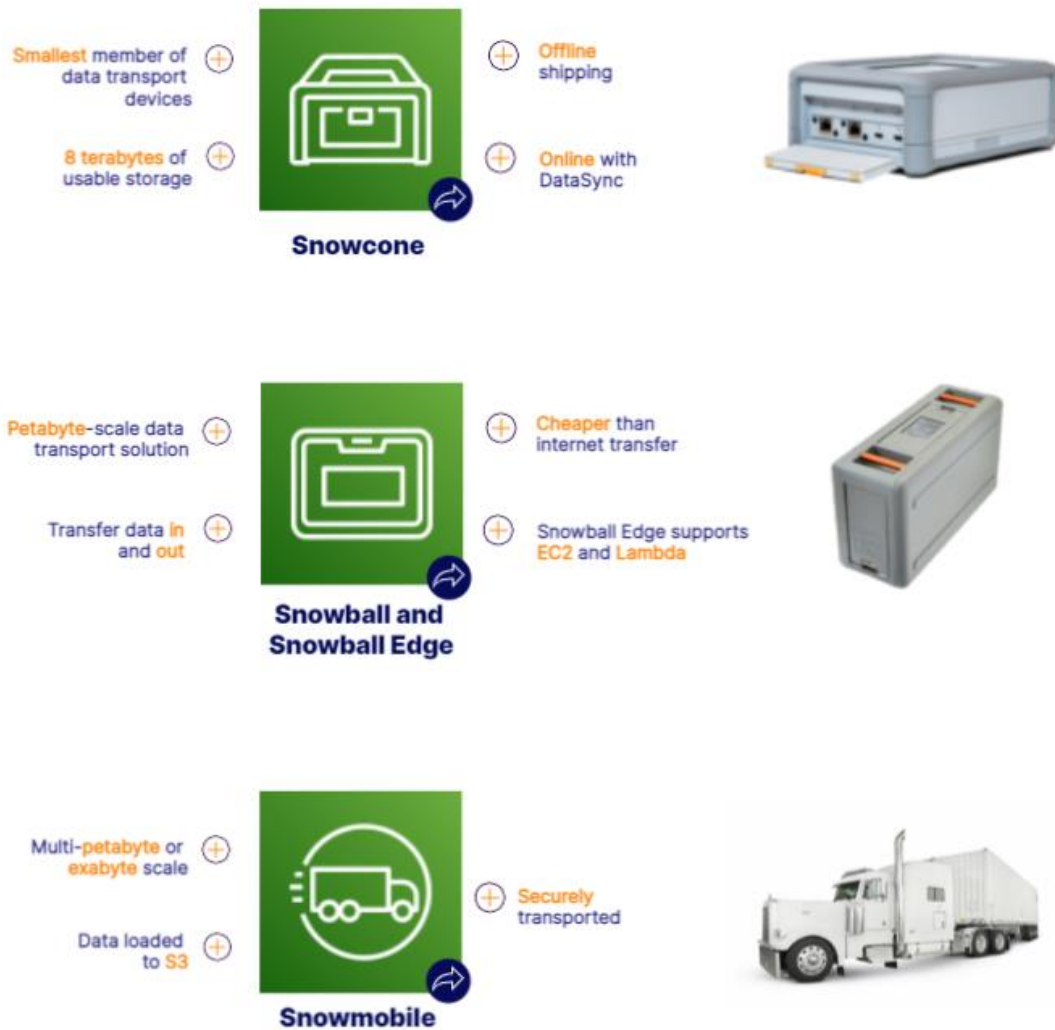 Smallest member of
data transport
devices
8 terabytes of
usable storage
Offline
shipping
Online with
DataSync
Snowcone
Petabyte-scale data
transport solution
Transfer data in
and out
Cheaper than
internet transfer
Snowball Edge supports
EC2 and Lambda
Snowball and
Snowball Edge
Multi-petabyte or
exabyte scale
Data loaded
to S3
Securely
transported
Snowmobile